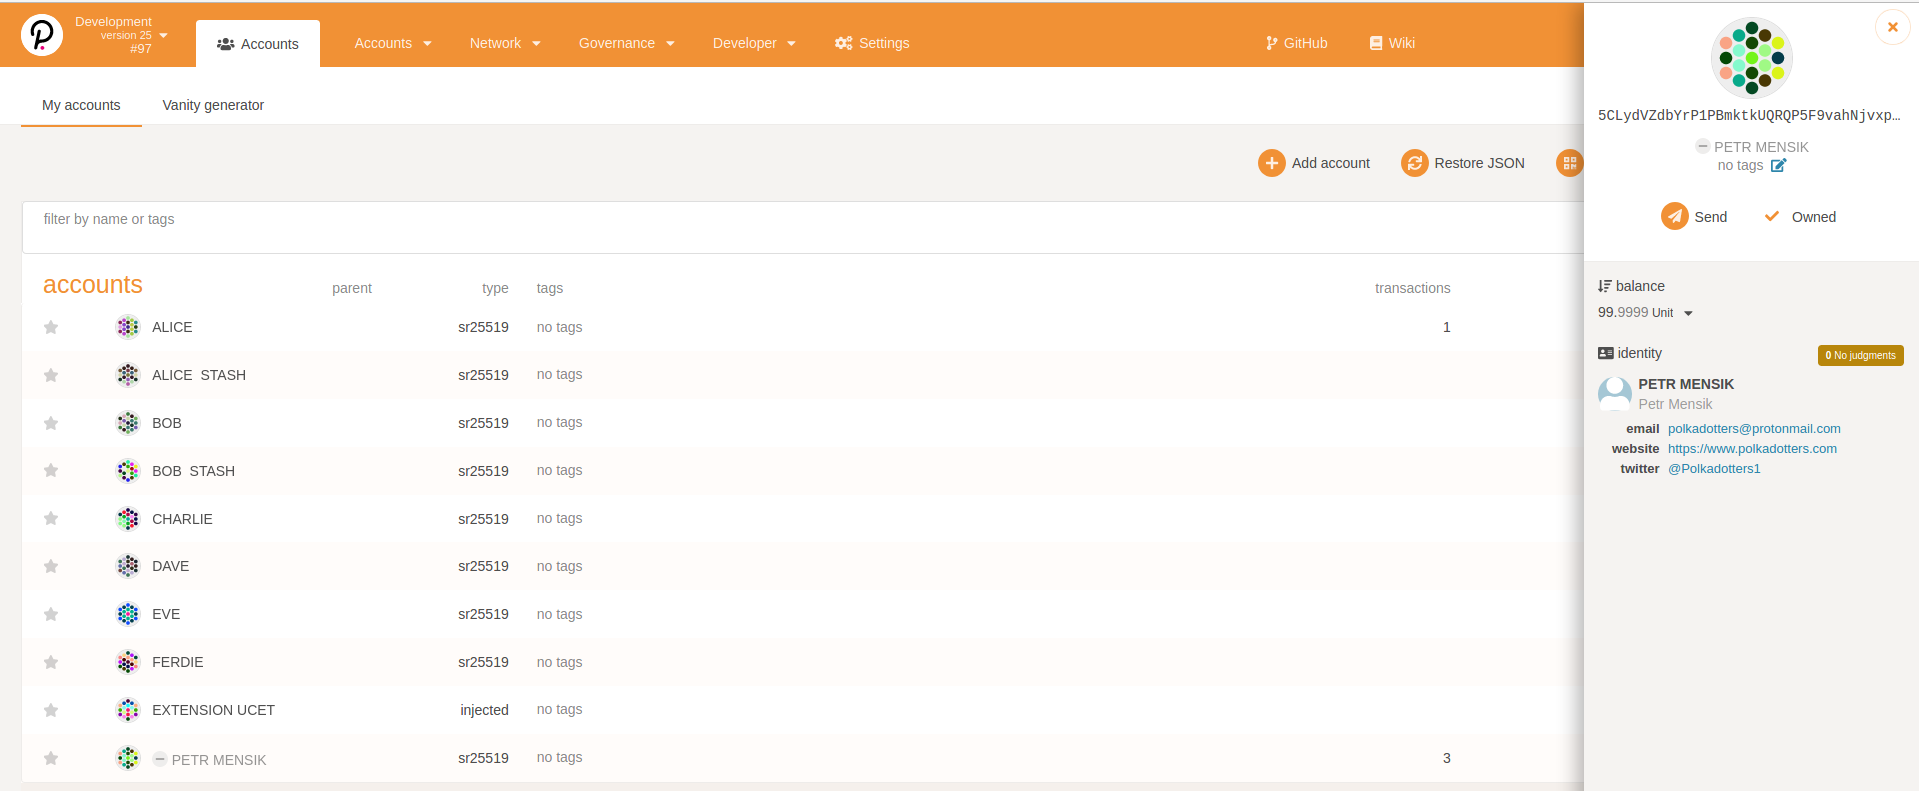 Development
version 25
#97
Accounts
Accounts
Network
Governance
Developer
Settings
GitHub
Wiki
My accounts
Vanity generator
Add account
Restore JSON
filter by name or tags
accounts parent type tags transactions
ALICE sr25519 no tags 1
ALICE STASH sr25519 no tags
BOB sr25519 no tags
BOB STASH sr25519 no tags
CHARLIE sr25519 no tags
DAVE sr25519 no tags
EVE sr25519 no tags
FERDIE sr25519 no tags
EXTENSION UCET injected no tags
PETR MENSIK sr25519 no tags 3
5CLydVZdbYrP1PBmktkUQRQP5F9vahNjvxp…
PETR MENSIK
no tags
Send
Owned
balance
99.9999 Unit
identity
0 No judgments
PETR MENSIK
Petr Mensik
email polkadotters@protonmail.com
website https://www.polkadotters.com
twitter @Polkadotters1